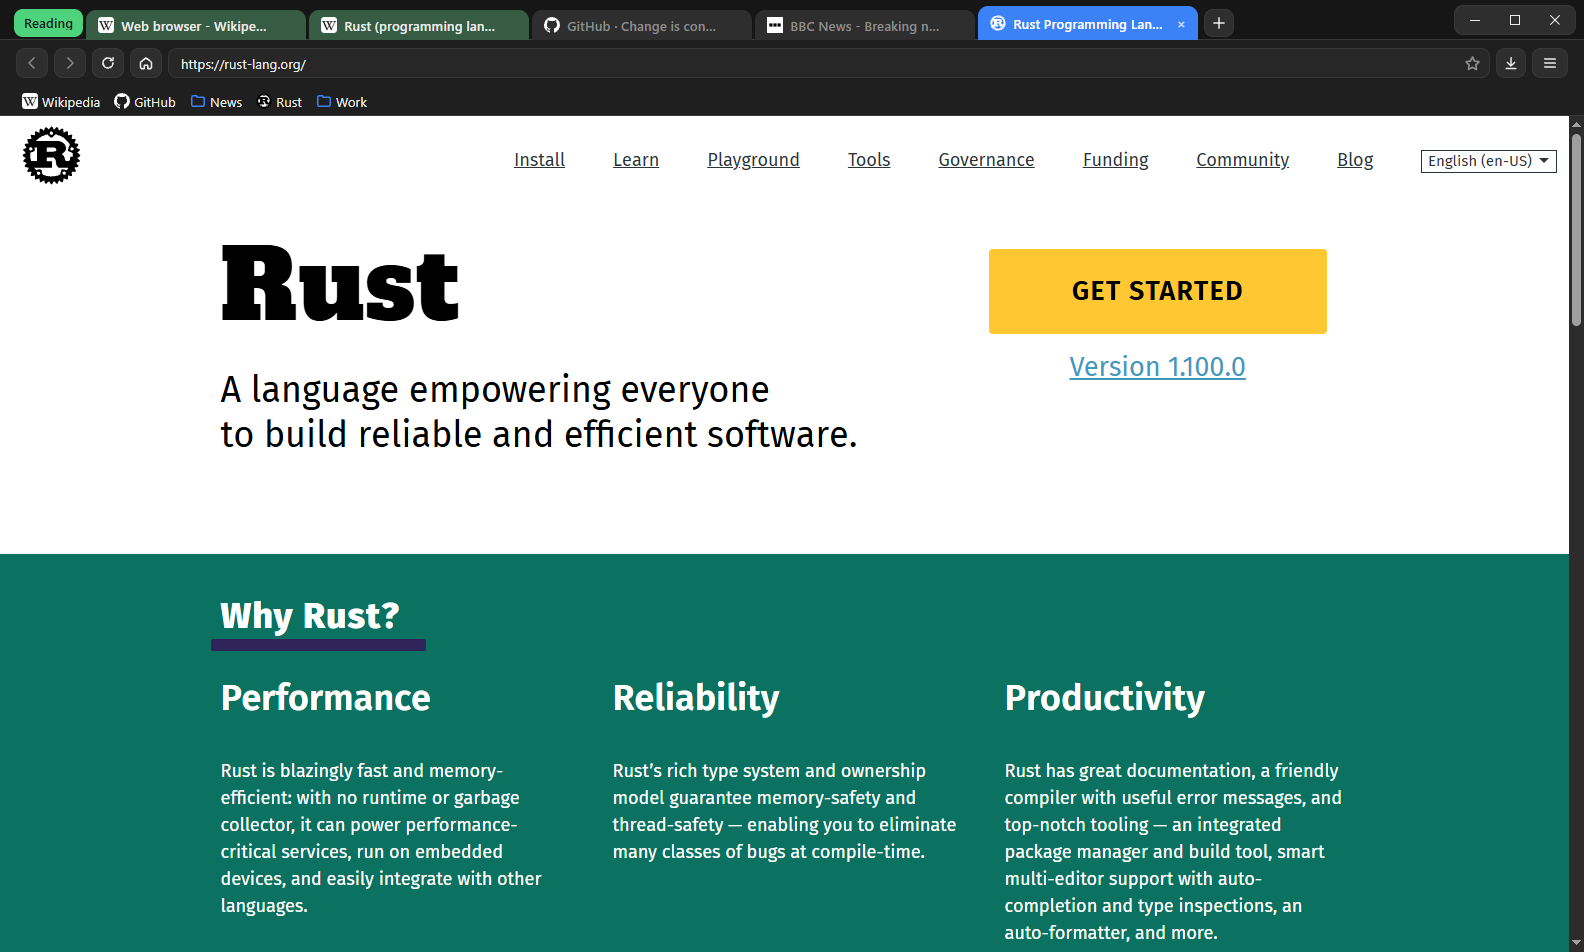 Reading
Web browser - Wikipe...
Rust (programming lan...
GitHub · Change is con...
BBC News - Breaking n...
Rust Programming Lan...
https://rust-lang.org/
Wikipedia
GitHub
News
Rust
Work
Install
Learn
Playground
Tools
Governance
Funding
Community
Blog
English (en-US)
Rust
GET STARTED
Version 1.100.0
A language empowering everyone
to build reliable and efficient software.
Why Rust?
Performance
Rust is blazingly fast and memory-
efficient: with no runtime or garbage
collector, it can power performance-
critical services, run on embedded
devices, and easily integrate with other
languages.
Reliability
Rust’s rich type system and ownership
model guarantee memory-safety and
thread-safety — enabling you to eliminate
many classes of bugs at compile-time.
Productivity
Rust has great documentation, a friendly
compiler with useful error messages, and
top-notch tooling — an integrated
package manager and build tool, smart
multi-editor support with auto-
completion and type inspections, an
auto-formatter, and more.